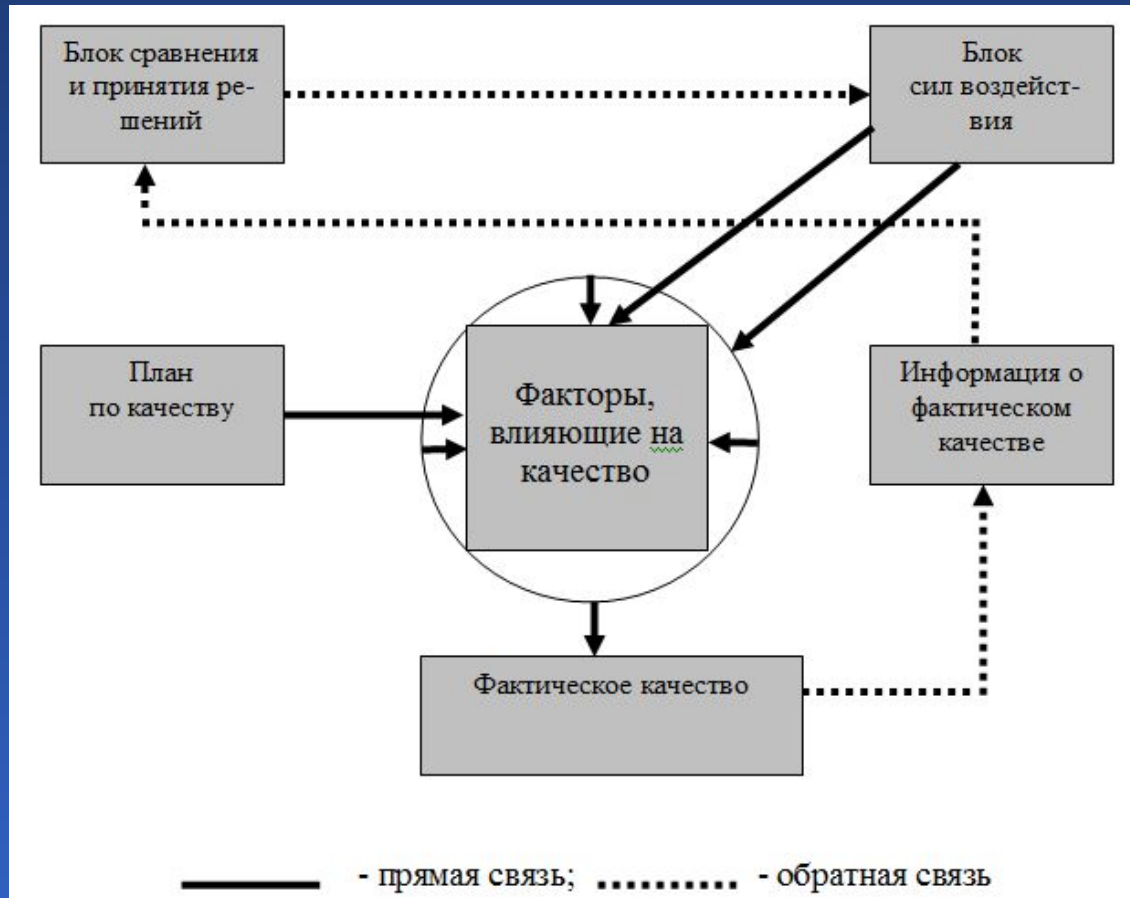 Блок сравнения
и принятия ре-
шений
Блок
сил воздейст-
вия
План
по качеству
Факторы,
влияющие на
качество
Информация о
фактическом
качестве
Фактическое качество
- прямая связь; - обратная связь